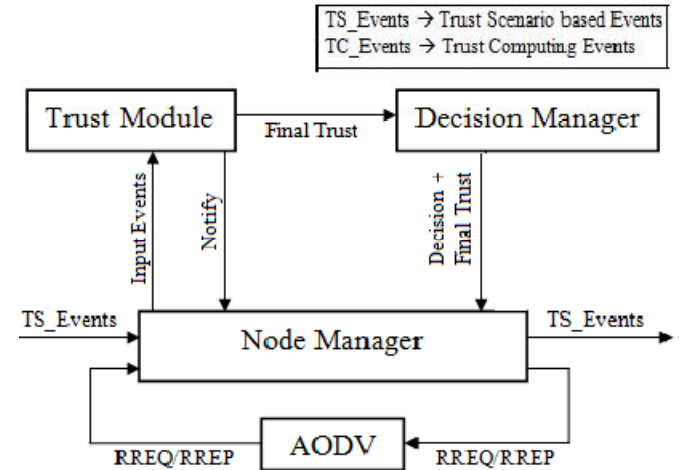 TS_Events → Trust Scenario based Events
TC_Events → Trust Computing Events
Trust Module
Final Trust
Decision Manager
Input Events
Notify
Decision +
Final Trust
TS_Events
Node Manager
TS_Events
RREQ/RREP
AODV
RREQ/RREP